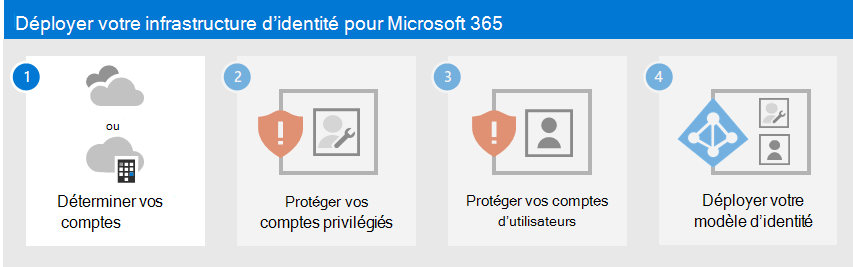 Déployer votre infrastructure d’identité pour Microsoft 365
1
ou
Déterminer vos
comptes
2
Protéger vos
comptes privilégiés
3
Protéger vos comptes
d’utilisateurs
4
Déployer votre
modèle d’identité